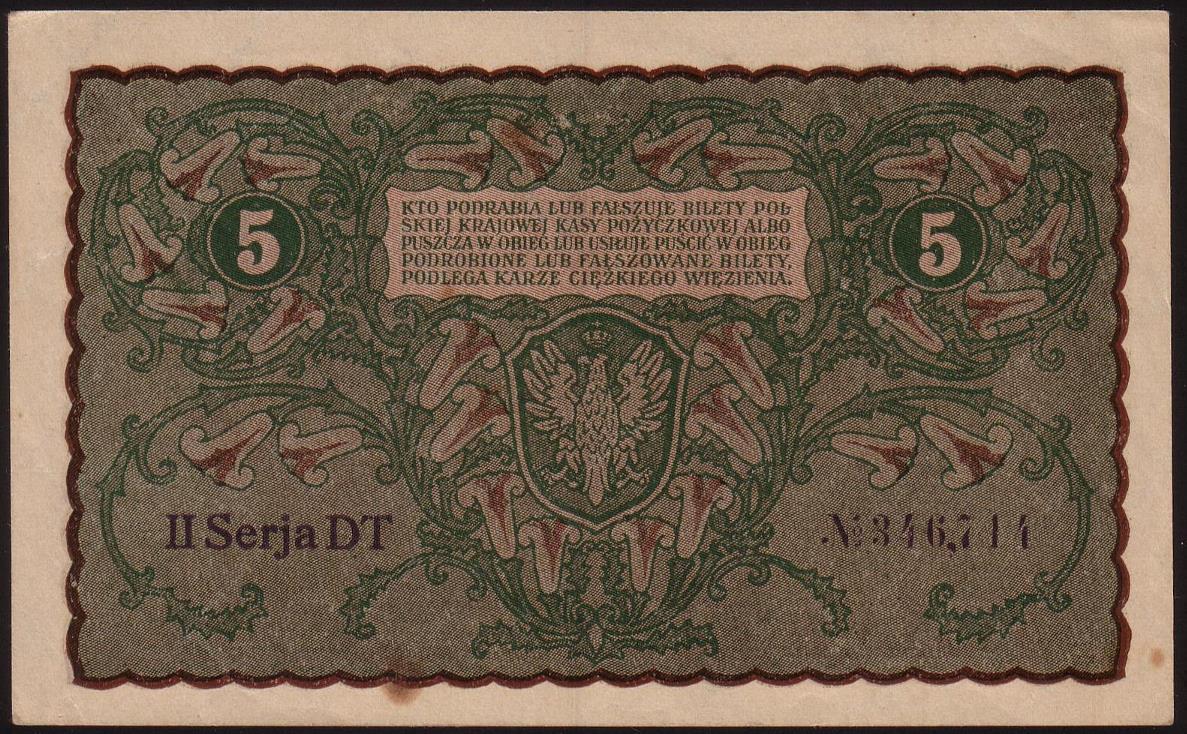 KTO PODRABIA LUB FAŁSZUJE BILETY POL
SKIEJ KRAJOWEJ KASY POŻYCZKOWEJ ALBO
PUSZCZA W OBIEG LUB USIŁUJE PUŚCIĆ W OBIEG
PODROBIONE LUB FAŁSZOWANE BILETY,
PODLEGA KARZE CIĘŻKIEGO WIĘZIENIA.
5 5
II Serja DT № 346,714